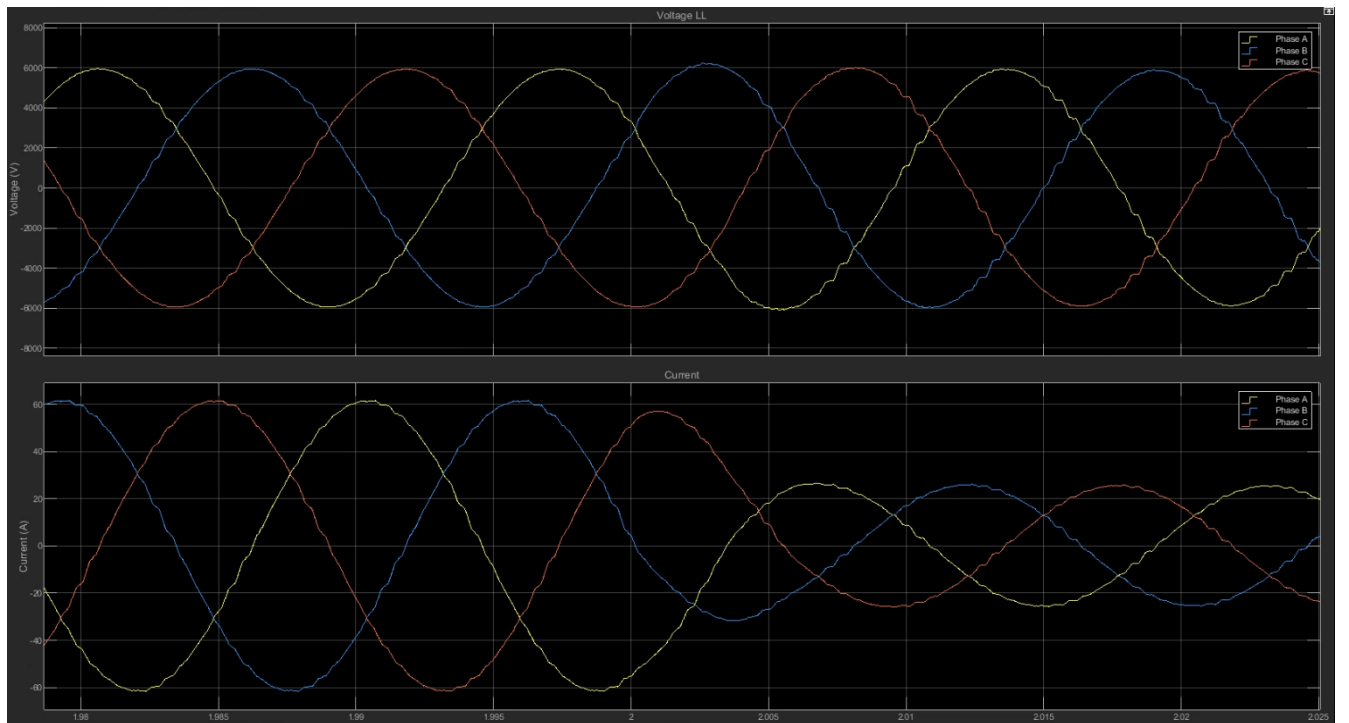 Voltage LL
8000
6000
4000
2000
0
-2000
-4000
-6000
-8000
Voltage (V)
Phase A
Phase B
Phase C
Current
60
40
20
0
-20
-40
-60
Current (A)
Phase A
Phase B
Phase C
1.98
1.985
1.99
1.995
2
2.005
2.01
2.015
2.02
2.025